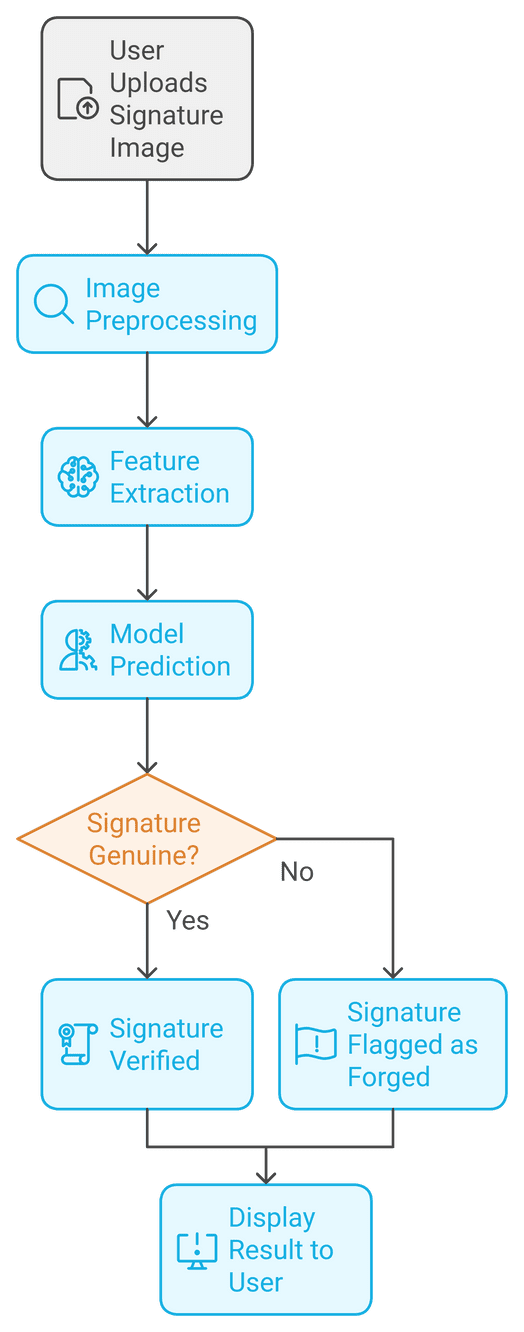 User
Uploads
Signature
Image
Image
Preprocessing
Feature
Extraction
Model
Prediction
Signature
Genuine?
No
Yes
Signature
Verified
Signature
Flagged as
Forged
Display
Result to
User